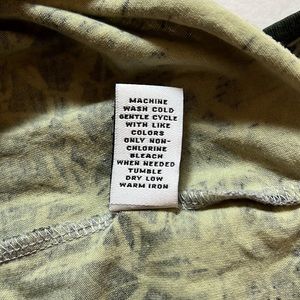 MACHINE
WASH COLD
GENTLE CYCLE
WITH LIKE
COLORS
ONLY NON-
CHLORINE
BLEACH
WHEN NEEDED
TUMBLE
DRY LOW
WARM IRON